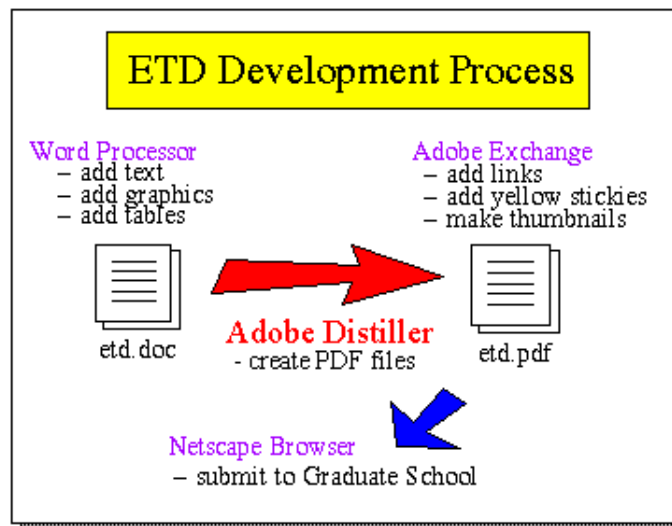 ETD Development Process
Word Processor
– add text
– add graphics
– add tables
Adobe Exchange
– add links
– add yellow stickies
– make thumbnails
etd.doc
Adobe Distiller
- create PDF files
etd.pdf
Netscape Browser
– submit to Graduate School